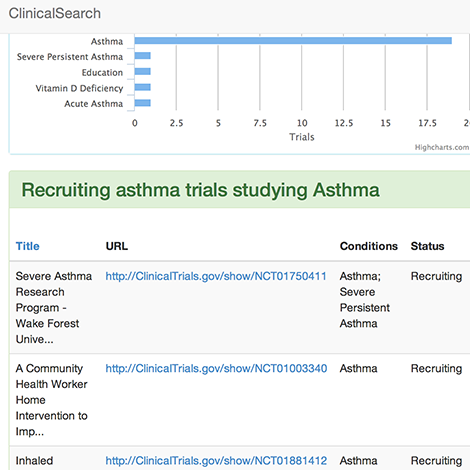 ClinicalSearch
Asthma
Severe Persistent Asthma
Education
Vitamin D Deficiency
Acute Asthma
0 2.5 5 7.5 10 12.5 15 17.5 20
Trials
Highcharts.com
Recruiting asthma trials studying Asthma
Title URL Conditions Status
Severe Asthma http://ClinicalTrials.gov/show/NCT01750411 Asthma; Recruiting
Research Severe
Program - Persistent
Wake Forest Asthma
Unive...
A Community http://ClinicalTrials.gov/show/NCT01003340 Asthma Recruiting
Health Worker
Home
Intervention to
Imp...
Inhaled http://ClinicalTrials.gov/show/NCT01881412 Asthma Recruiting